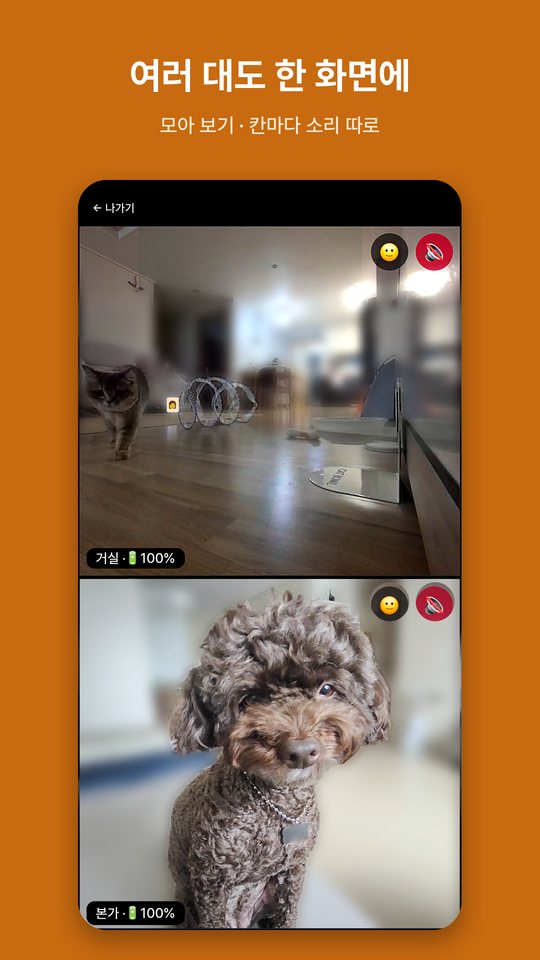 여러 대도 한 화면에
모아 보기 · 칸마다 소리 따로
← 나가기
거실 · 100%
본가 · 100%